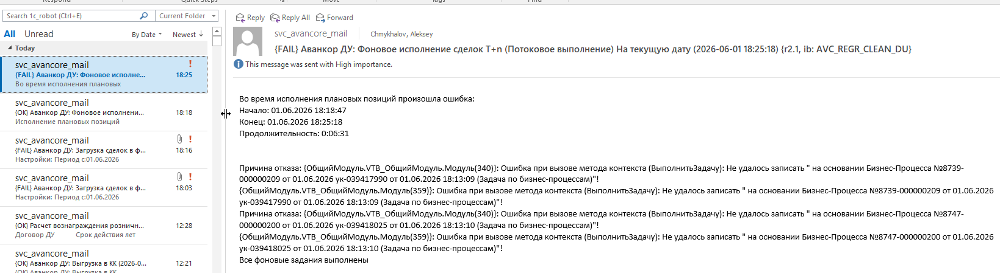 Respond
Quick Steps
Move
Tags
Find
Search 1c_robot (Ctrl+E)
Current Folder
All Unread By Date Newest
Today
svc_avancore_mail
{FAIL} Аванкор ДУ: Фоновое исполне... 18:25
Во время исполнения плановых
svc_avancore_mail
{OK} Аванкор ДУ: Фоновое исполнени... 18:18
Исполнение плановых позиций
svc_avancore_mail
{FAIL} Аванкор ДУ: Загрузка сделок в ф... 18:16
Настройки: Период с:01.06.2026
svc_avancore_mail
{FAIL} Аванкор ДУ: Загрузка сделок в ф... 18:03
Настройки: Период с:01.06.2026
svc_avancore_mail
{OK} Расчет вознаграждения розничн... 12:28
Договор ДУ Срок действия лет
svc_avancore_mail
{OK} Аванкор ДУ: Выгрузка в КК (2026-0... 12:21
{OK} Аванкор ДУ: Выгрузка в КК
Reply Reply All Forward
svc_avancore_mail Chmykhalov, Aleksey
{FAIL} Аванкор ДУ: Фоновое исполнение сделок T+n (Потоковое выполнение) На текущую дату (2026-06-01 18:25:18) {r2.1, ib: AVC_REGR_CLEAN_DU}
This message was sent with High importance.
Во время исполнения плановых позиций произошла ошибка:
Начало: 01.06.2026 18:18:47
Конец: 01.06.2026 18:25:18
Продолжительность: 0:06:31
Причина отказа: {ОбщийМодуль.VTB_ОбщийМодуль.Модуль(340)}: Ошибка при вызове метода контекста (ВыполнитьЗадачу): Не удалось записать " на основании Бизнес-Процесса №8739-
000000209 от 01.06.2026 ук-039417990 от 01.06.2026 18:13:09 (Задача по бизнес-процессам)"!
{ОбщийМодуль.VTB_ОбщийМодуль.Модуль(359)}: Ошибка при вызове метода контекста (ВыполнитьЗадачу): Не удалось записать " на основании Бизнес-Процесса №8739-000000209 от 01.06.2026
ук-039417990 от 01.06.2026 18:13:09 (Задача по бизнес-процессам)"!
Причина отказа: {ОбщийМодуль.VTB_ОбщийМодуль.Модуль(340)}: Ошибка при вызове метода контекста (ВыполнитьЗадачу): Не удалось записать " на основании Бизнес-Процесса №8747-
000000200 от 01.06.2026 ук-039418025 от 01.06.2026 18:13:10 (Задача по бизнес-процессам)"!
{ОбщийМодуль.VTB_ОбщийМодуль.Модуль(359)}: Ошибка при вызове метода контекста (ВыполнитьЗадачу): Не удалось записать " на основании Бизнес-Процесса №8747-000000200 от 01.06.2026
ук-039418025 от 01.06.2026 18:13:10 (Задача по бизнес-процессам)"!
Все фоновые задания выполнены